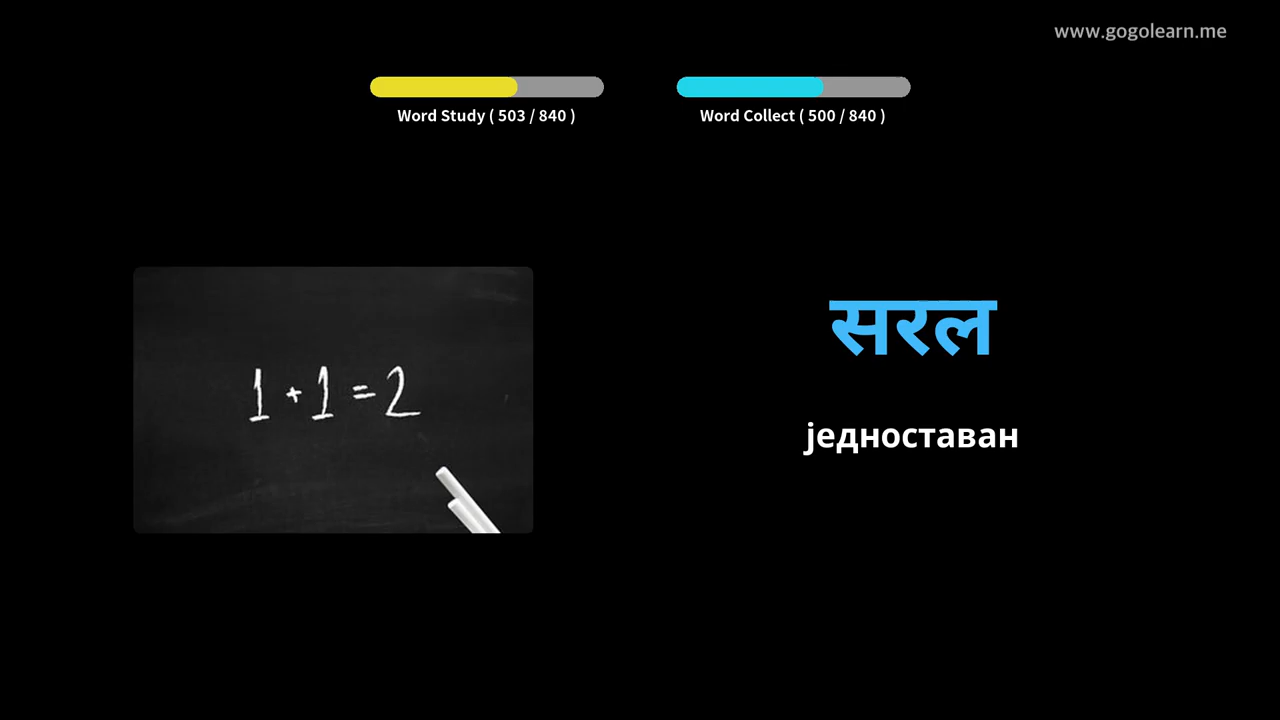 www.gogolearn.me
Word Study ( 503 / 840 )
Word Collect ( 500 / 840 )
1 + 1 = 2
सरल
једноставан